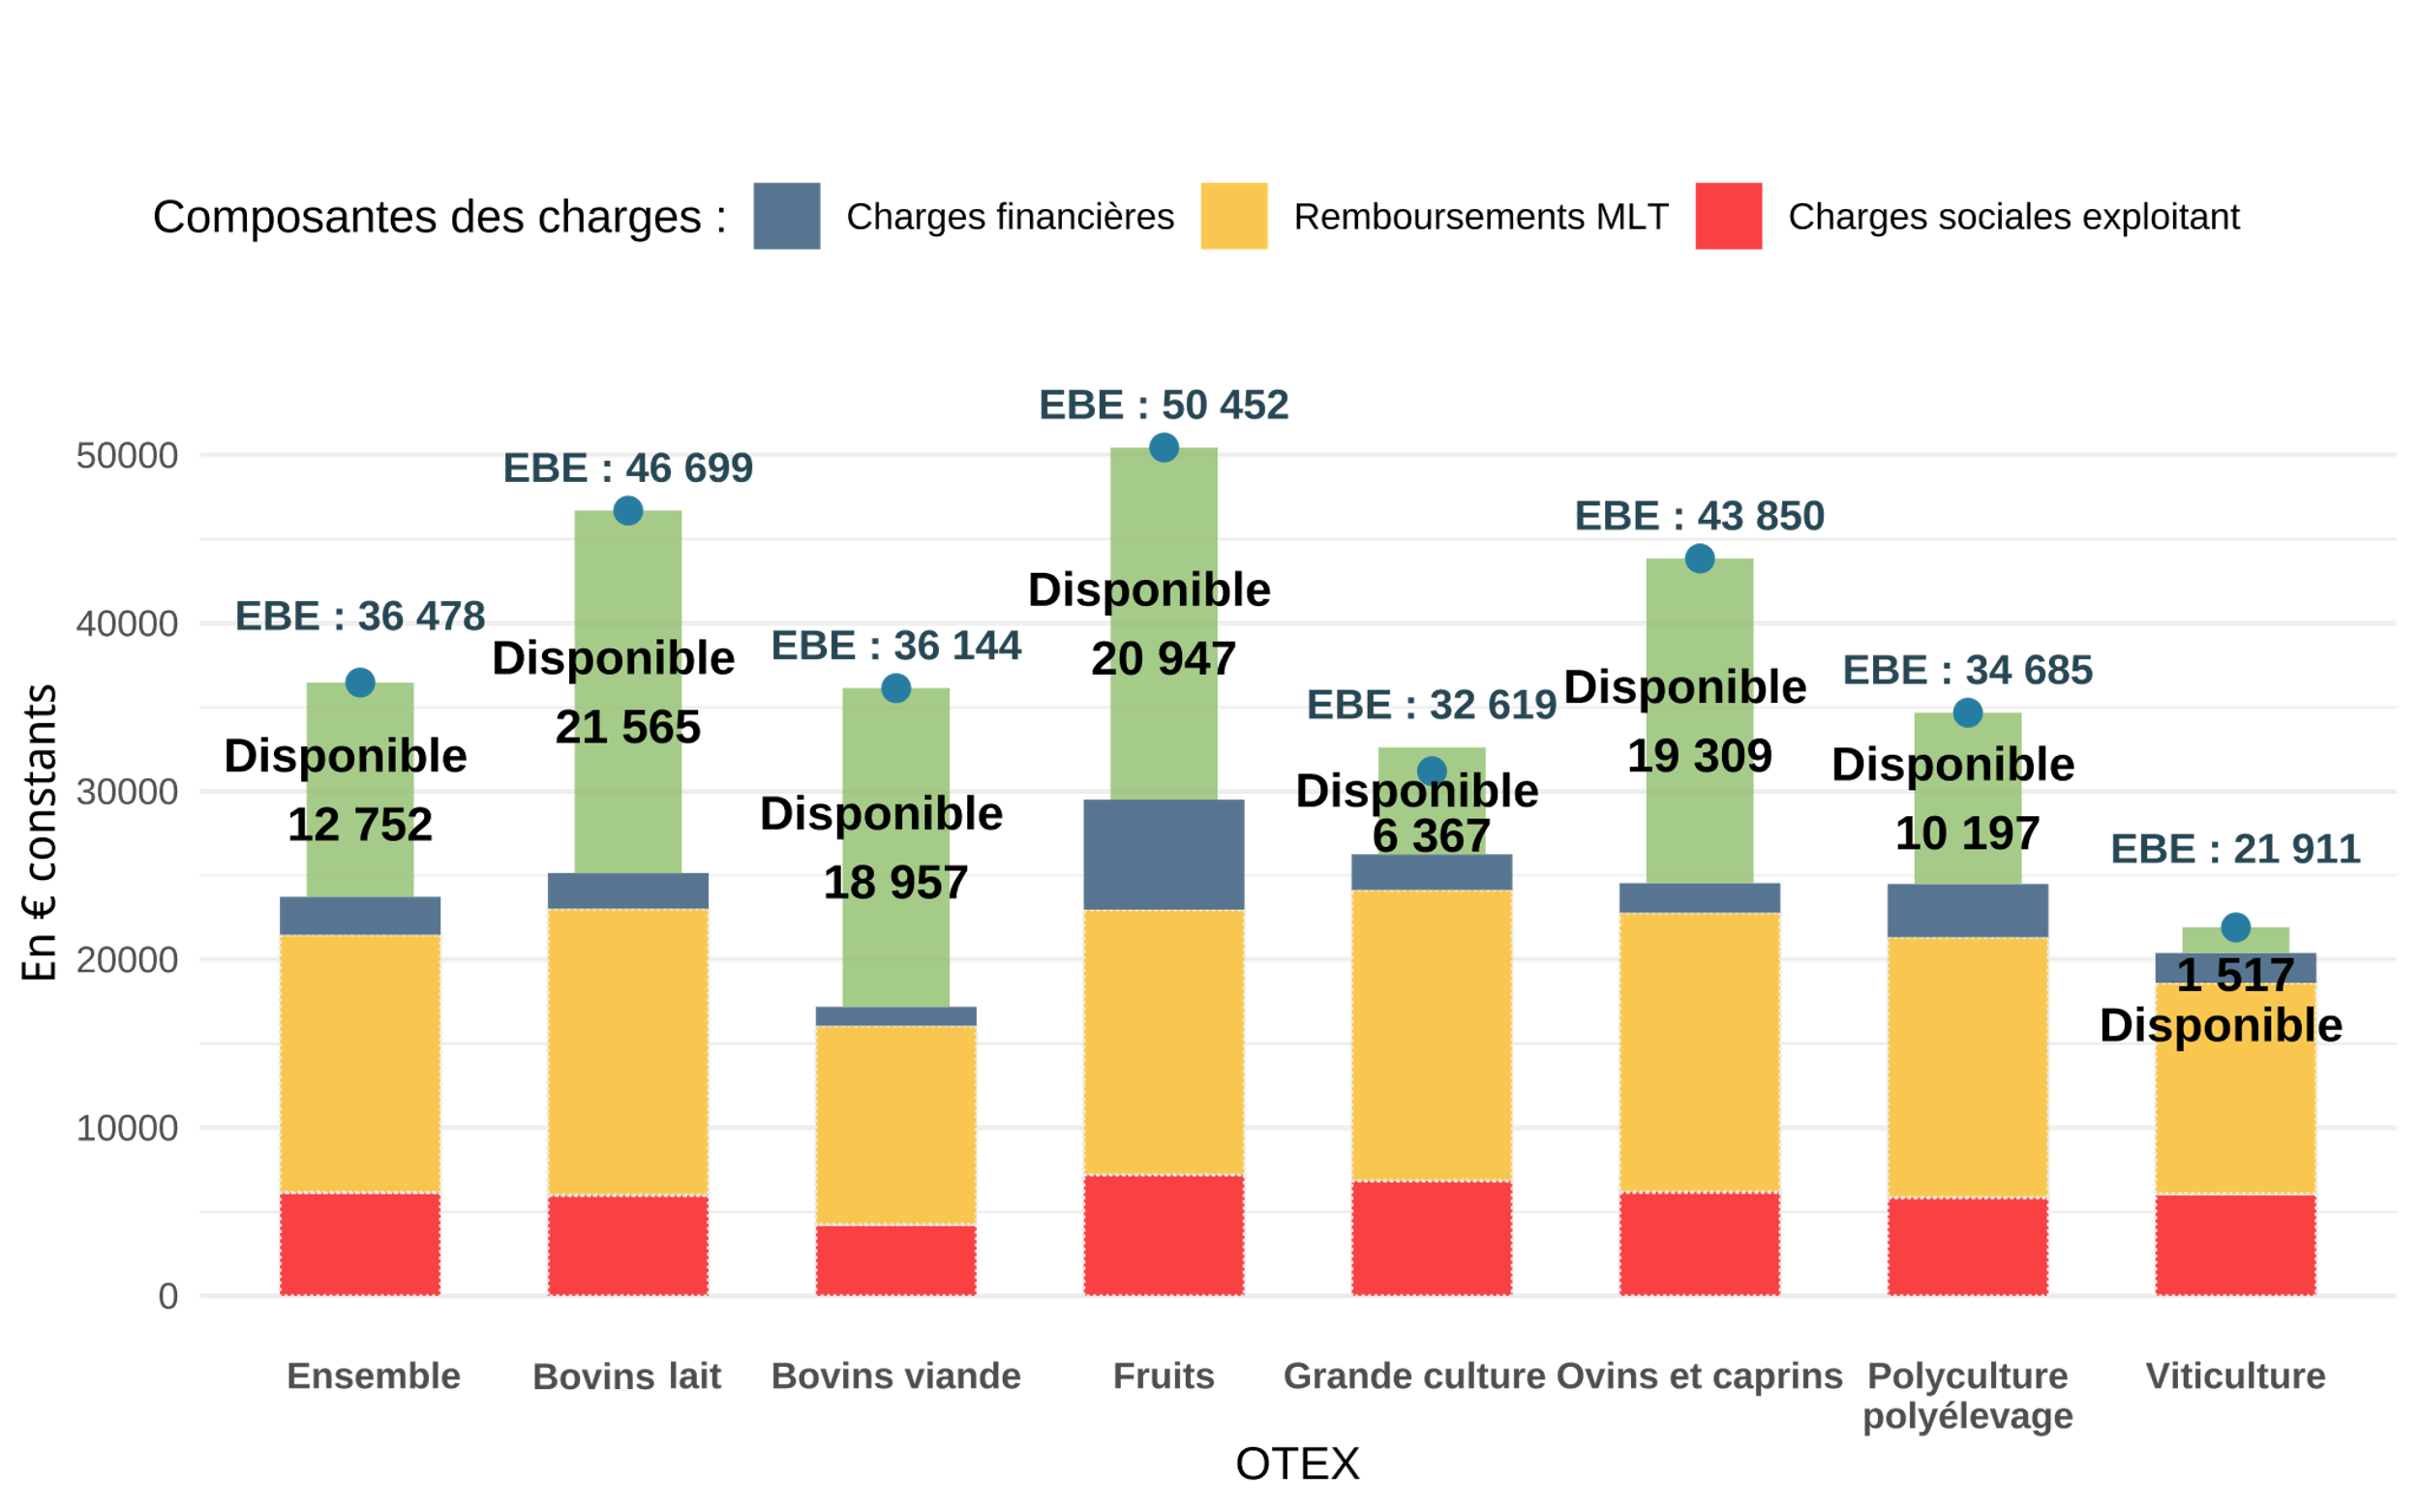 Composantes des charges : Charges financières Remboursements MLT Charges sociales exploitant
En € constants
50000
40000
30000
20000
10000
0
EBE : 36 478
Disponible
12 752
EBE : 46 699
Disponible
21 565
EBE : 36 144
Disponible
18 957
EBE : 50 452
Disponible
20 947
EBE : 32 619
Disponible
6 367
EBE : 43 850
Disponible
19 309
EBE : 34 685
Disponible
10 197
EBE : 21 911
1 517
Disponible
Ensemble
Bovins lait
Bovins viande
Fruits
Grande culture
Ovins et caprins
Polyculture
polyélevage
Viticulture
OTEX